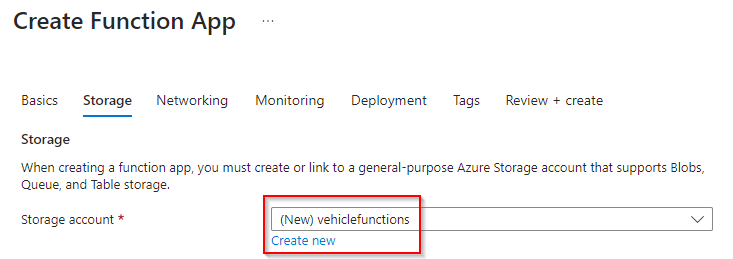 Create Function App ...
Basics Storage Networking Monitoring Deployment Tags Review + create
Storage
When creating a function app, you must create or link to a general-purpose Azure Storage account that supports Blobs,
Queue, and Table storage.
Storage account * (New) vehiclefunctions
Create new